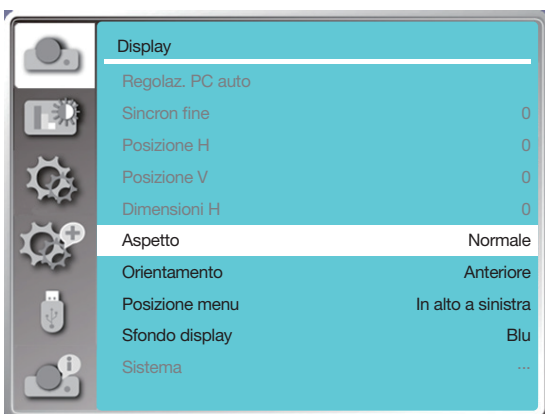 Display
Regolaz. PC auto
Sincron fine 0
Posizione H 0
Posizione V 0
Dimensioni H 0
Aspetto Normale
Orientamento Anteriore
Posizione menu In alto a sinistra
Sfondo display Blu
Sistema ...